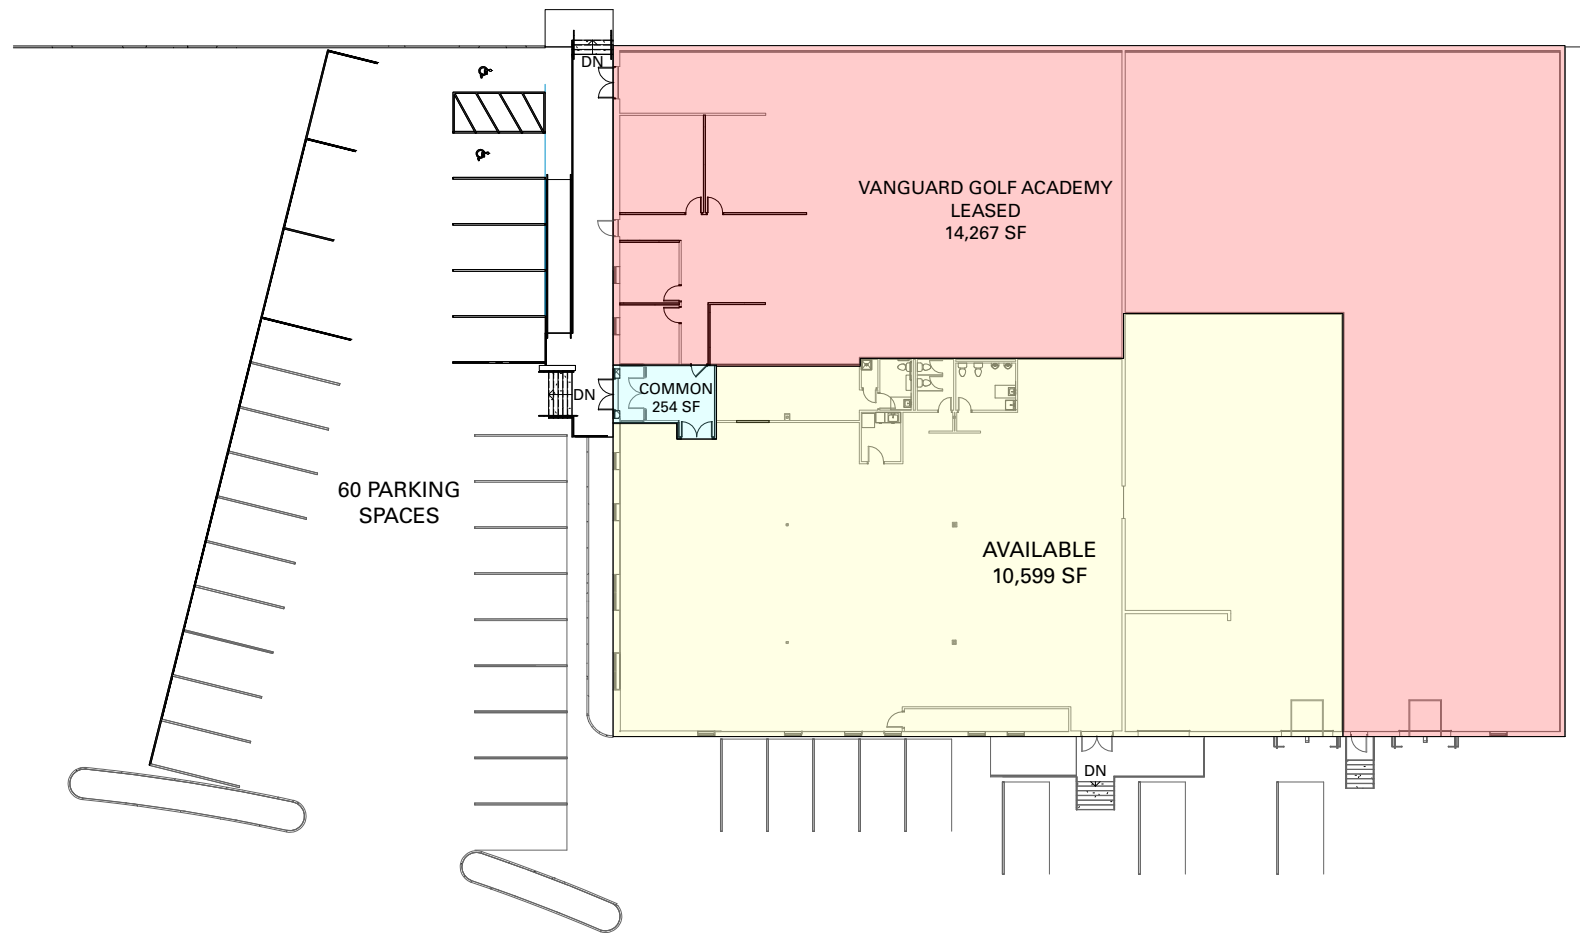 DN
VANGUARD GOLF ACADEMY
LEASED
14,267 SF
DN
COMMON
254 SF
60 PARKING
SPACES
AVAILABLE
10,599 SF
DN